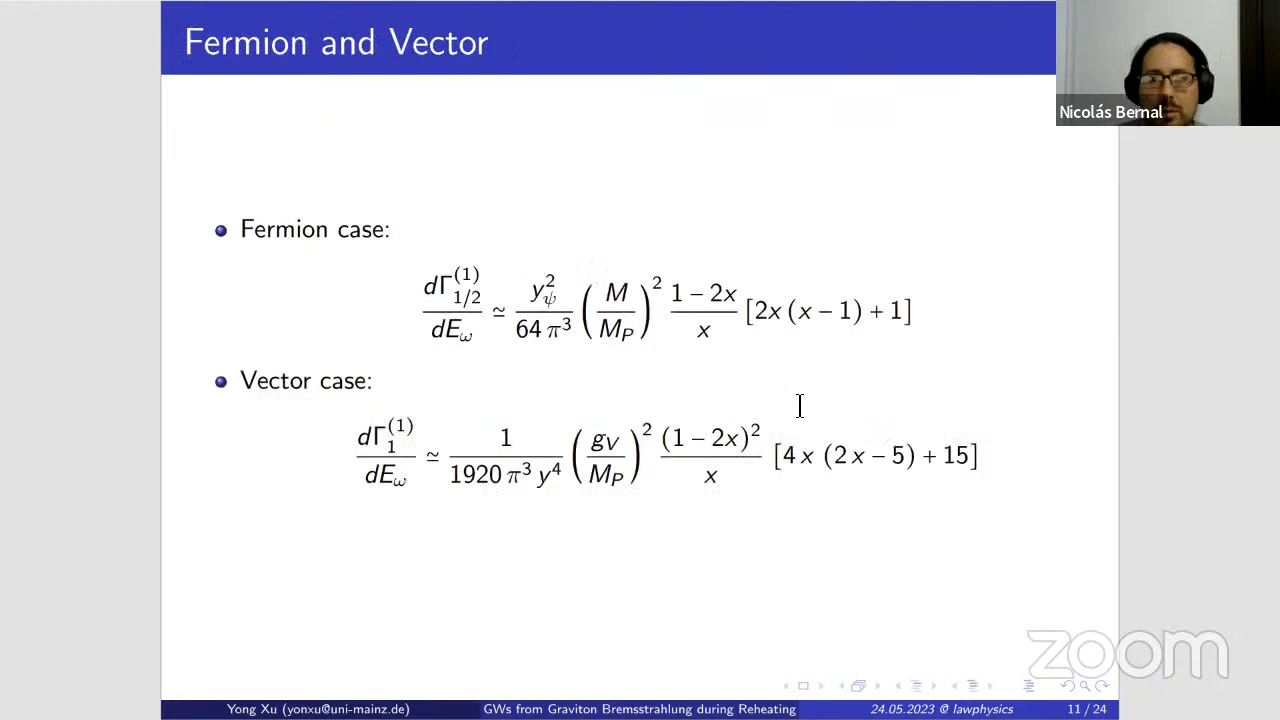 Fermion and Vector
Nicolás Bernal
Fermion case:
dΓ^{(1)}_{1/2}/dE_ω ≃ y_ψ^2/(64 π^3) (M/M_P)^2 (1 − 2x)/x [2x (x − 1) + 1]
Vector case:
dΓ^{(1)}_1/dE_ω ≃ 1/(1920 π^3 y^4) (g_V/M_P)^2 (1 − 2x)^2/x [4 x (2 x − 5) + 15]
zoom
Yong Xu (yonxu@uni-mainz.de) GWs from Graviton Bremsstrahlung during Reheating 24.05.2023 @ lawphysics 11 / 24